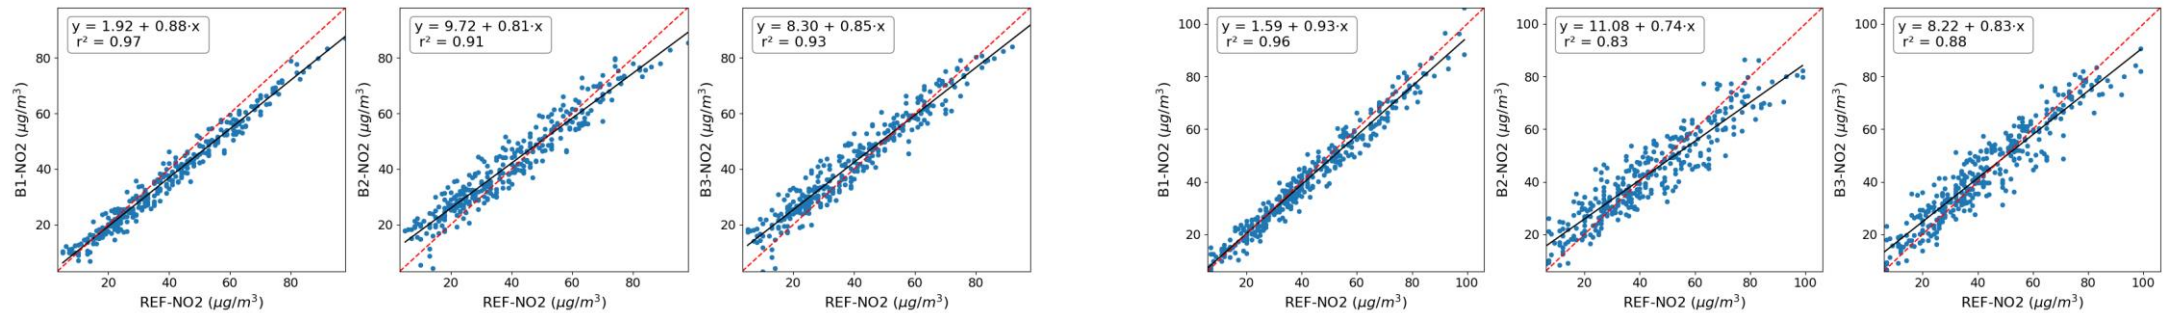 y = 1.92 + 0.88·x
r² = 0.97
80
60
40
20
B1-NO2 (μg/m³)
20 40 60 80
REF-NO2 (μg/m³)
y = 9.72 + 0.81·x
r² = 0.91
80
60
40
20
B2-NO2 (μg/m³)
20 40 60 80
REF-NO2 (μg/m³)
y = 8.30 + 0.85·x
r² = 0.93
80
60
40
20
B3-NO2 (μg/m³)
20 40 60 80
REF-NO2 (μg/m³)
y = 1.59 + 0.93·x
r² = 0.96
100
80
60
40
20
B1-NO2 (μg/m³)
20 40 60 80 100
REF-NO2 (μg/m³)
y = 11.08 + 0.74·x
r² = 0.83
100
80
60
40
20
B2-NO2 (μg/m³)
20 40 60 80 100
REF-NO2 (μg/m³)
y = 8.22 + 0.83·x
r² = 0.88
100
80
60
40
20
B3-NO2 (μg/m³)
20 40 60 80 100
REF-NO2 (μg/m³)